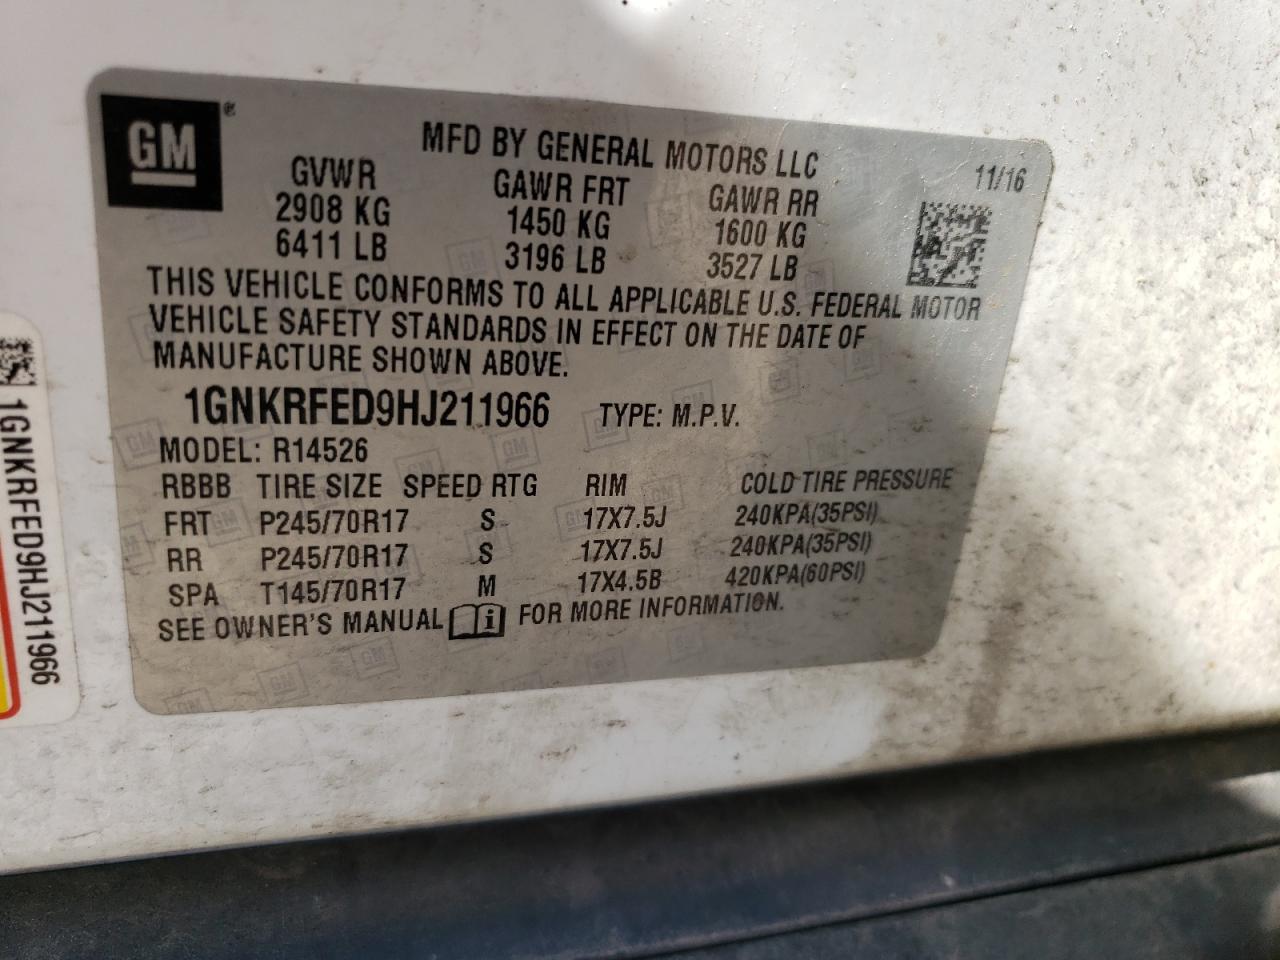 GM®
MFD BY GENERAL MOTORS LLC
11/16
GVWR GAWR FRT GAWR RR
2908 KG 1450 KG 1600 KG
6411 LB 3196 LB 3527 LB
THIS VEHICLE CONFORMS TO ALL APPLICABLE U.S. FEDERAL MOTOR
VEHICLE SAFETY STANDARDS IN EFFECT ON THE DATE OF
MANUFACTURE SHOWN ABOVE.
1GNKRFED9HJ211966 TYPE: M.P.V.
MODEL: R14526
RBBB TIRE SIZE SPEED RTG RIM COLD TIRE PRESSURE
FRT P245/70R17 S 17X7.5J 240KPA(35PSI)
RR P245/70R17 S 17X7.5J 240KPA(35PSI)
SPA T145/70R17 M 17X4.5B 420KPA(60PSI)
SEE OWNER'S MANUAL i FOR MORE INFORMATION.
1GNKRFED9HJ211966